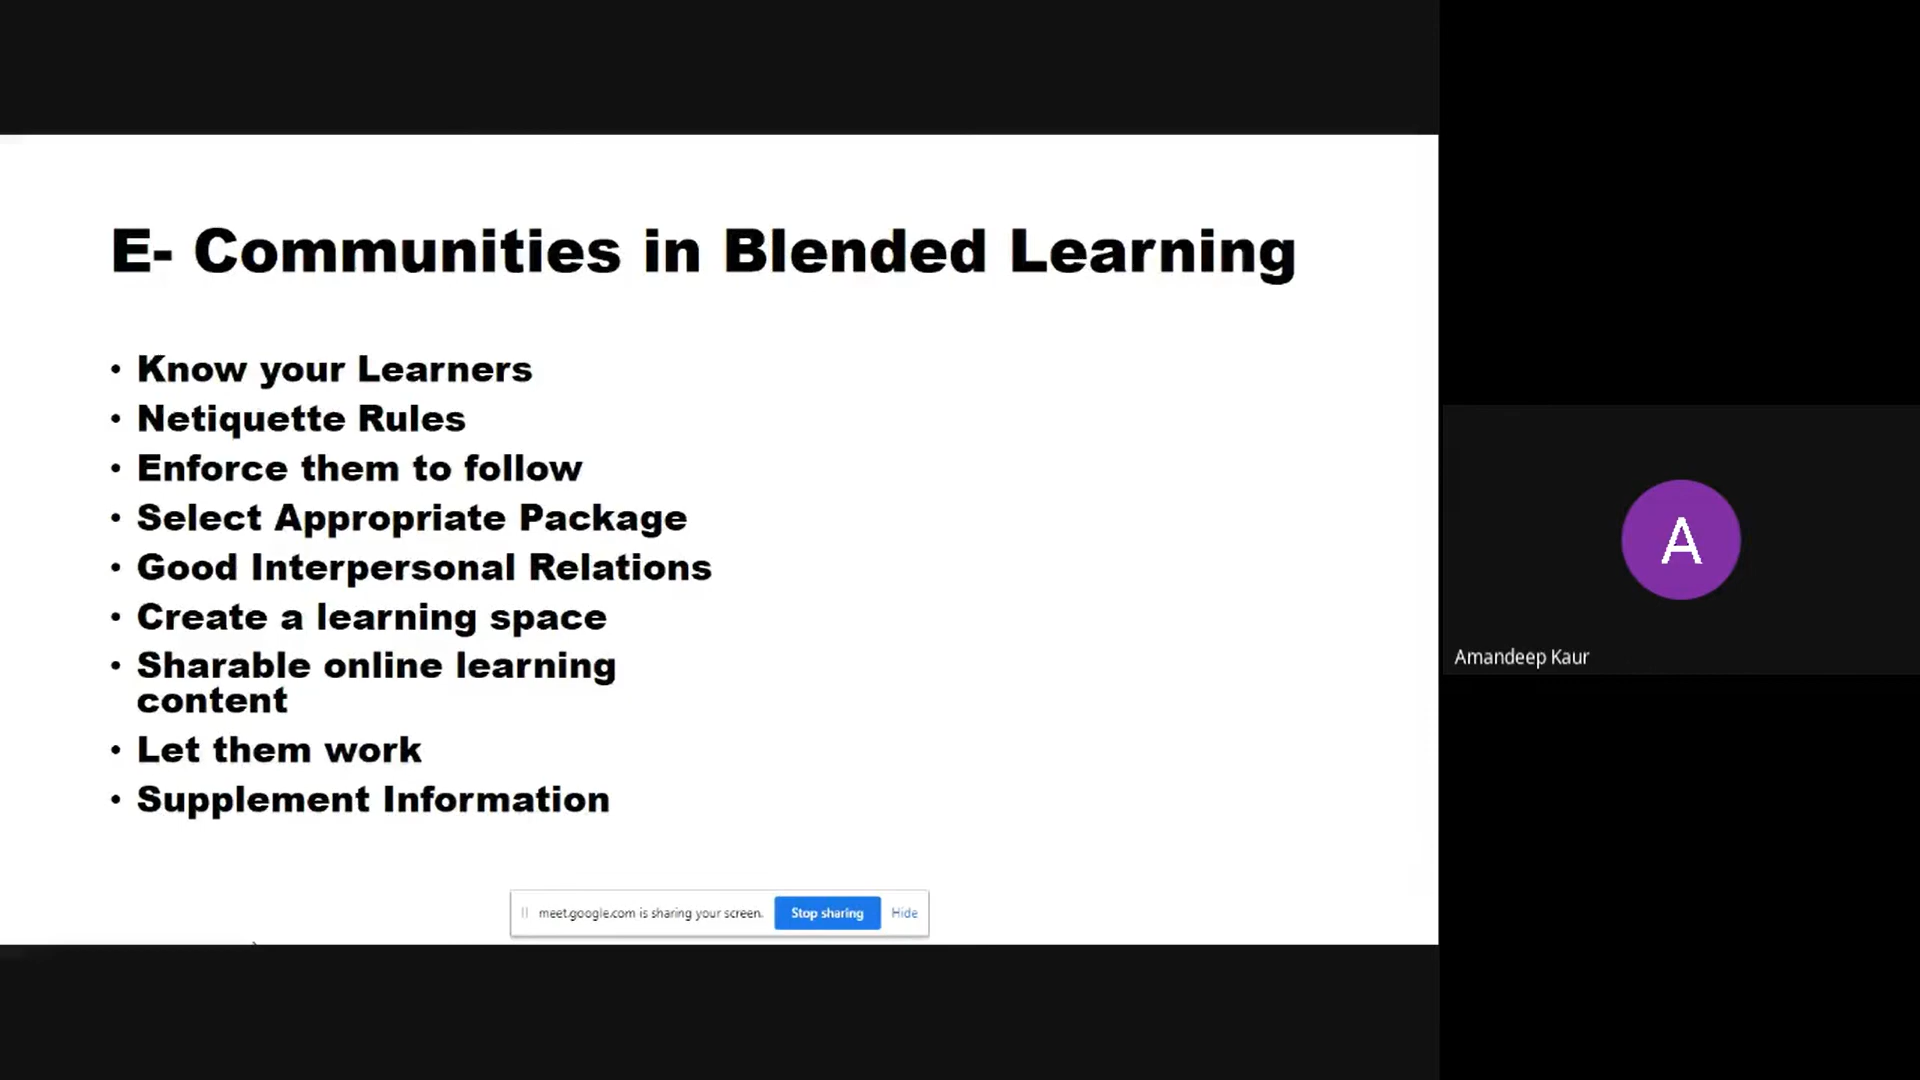 E- Communities in Blended Learning
• Know your Learners
• Netiquette Rules
• Enforce them to follow
• Select Appropriate Package
• Good Interpersonal Relations
• Create a learning space
• Sharable online learning
content
• Let them work
• Supplement Information
meet.google.com is sharing your screen. Stop sharing Hide
A
Amandeep Kaur